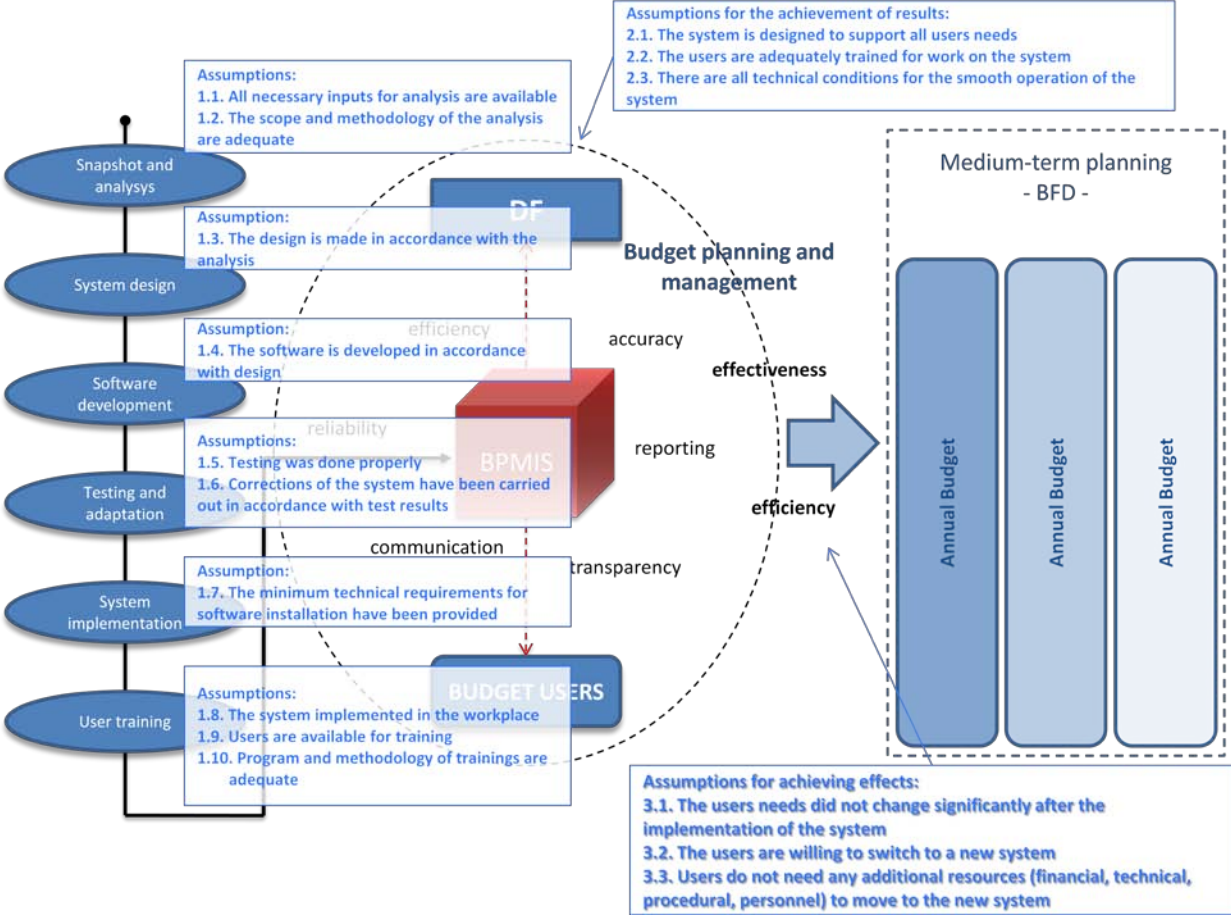 Assumptions for the achievement of results:
2.1. The system is designed to support all users needs
2.2. The users are adequately trained for work on the system
2.3. There are all technical conditions for the smooth operation of the
system
Assumptions:
1.1. All necessary inputs for analysis are available
1.2. The scope and methodology of the analysis
are adequate
Snapshot and
analysys
DF
Assumption:
1.3. The design is made in accordance with the
analysis
System design
Budget planning and
management
efficiency
accuracy
Assumption:
1.4. The software is developed in accordance
with design
effectiveness
Software
development
reliability
BPMIS
reporting
Assumptions:
1.5. Testing was done properly
1.6. Corrections of the system have been carried
out in accordance with test results
Testing and
adaptation
efficiency
communication
transparency
Assumption:
1.7. The minimum technical requirements for
software installation have been provided
System
implementation
BUDGET USERS
Assumptions:
1.8. The system implemented in the workplace
1.9. Users are available for training
1.10. Program and methodology of trainings are
adequate
User training
Medium-term planning
- BFD -
Annual Budget
Annual Budget
Annual Budget
Assumptions for achieving effects:
3.1. The users needs did not change significantly after the
implementation of the system
3.2. The users are willing to switch to a new system
3.3. Users do not need any additional resources (financial, technical,
procedural, personnel) to move to the new system